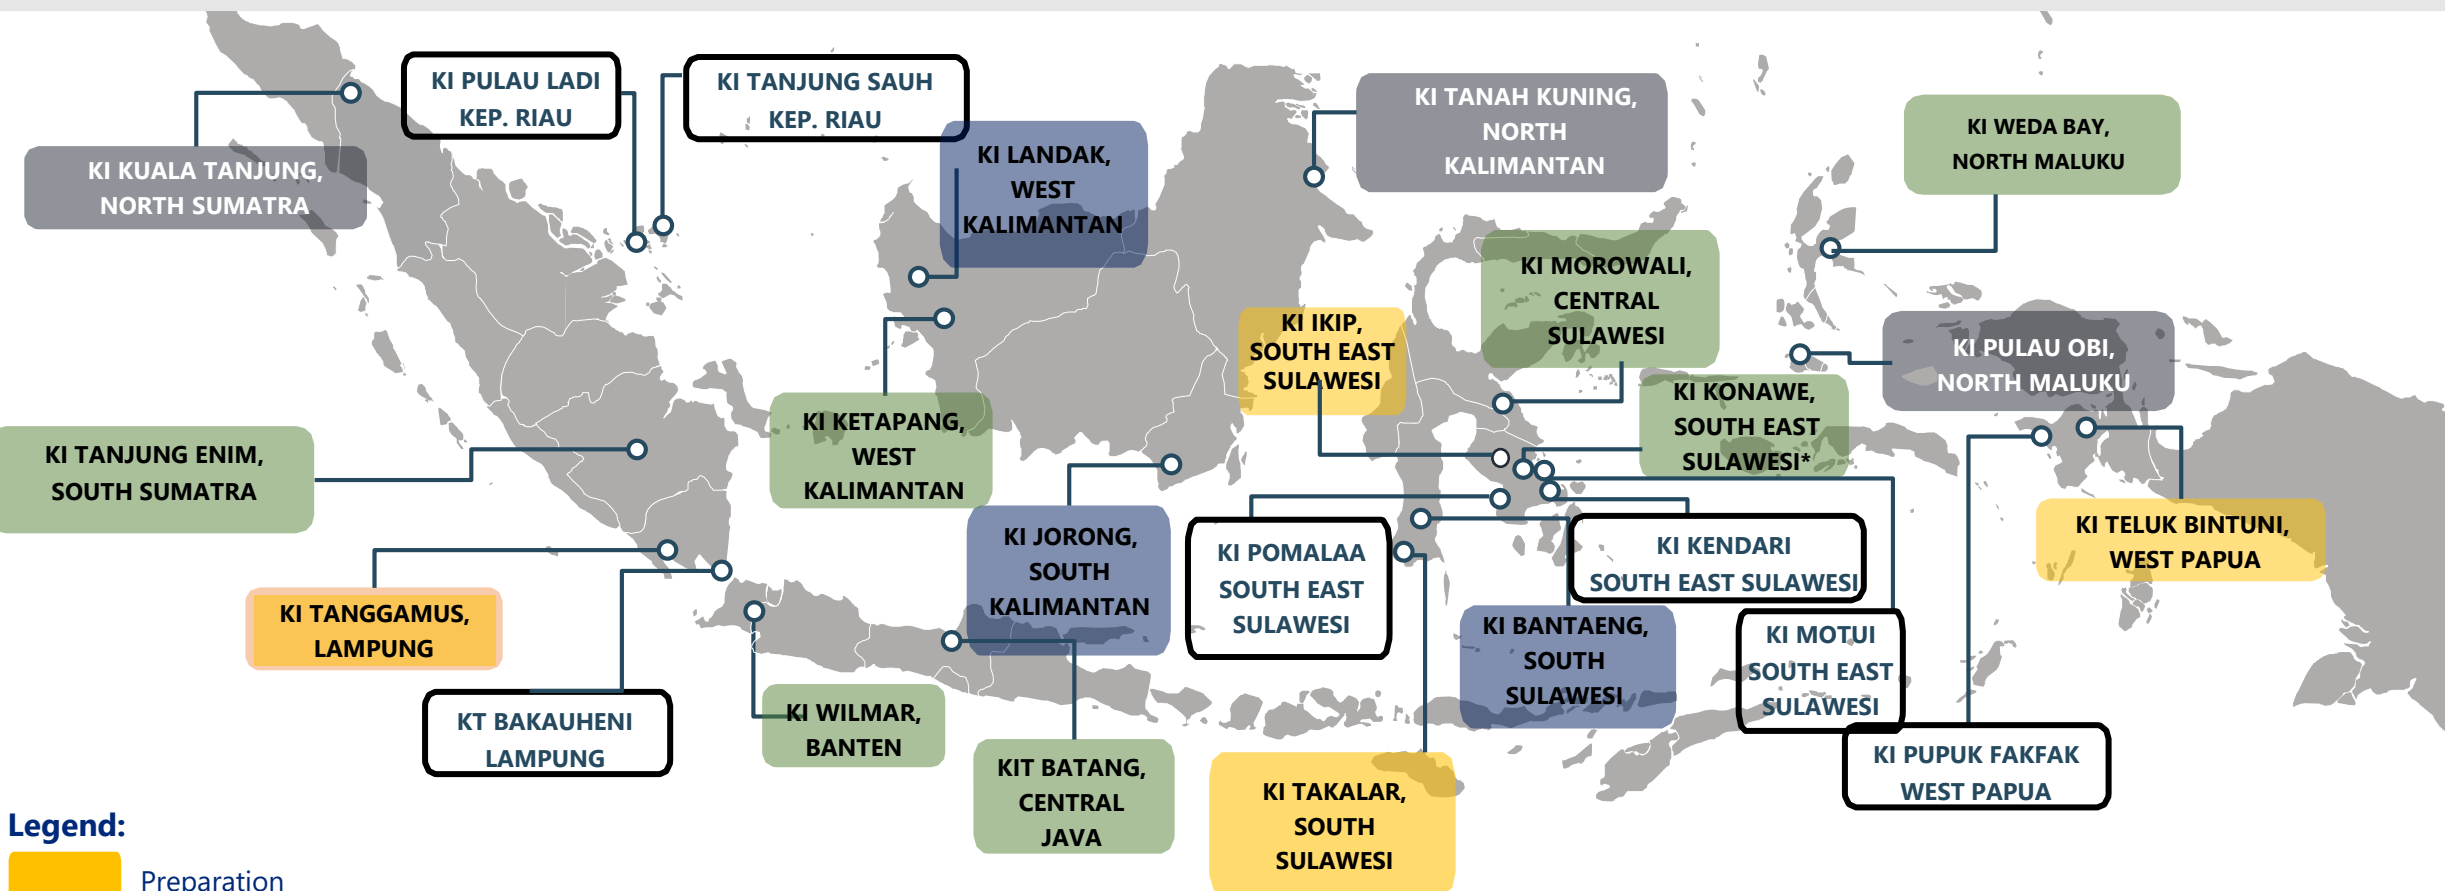 KI PULAU LADI
KEP. RIAU
KI TANJUNG SAUH
KEP. RIAU
KI TANAH KUNING,
NORTH
KALIMANTAN
KI WEDA BAY,
NORTH MALUKU
KI KUALA TANJUNG,
NORTH SUMATRA
KI LANDAK,
WEST
KALIMANTAN
KI MOROWALI,
CENTRAL
SULAWESI
KI IKIP,
SOUTH EAST
SULAWESI
KI PULAU OBI,
NORTH MALUKU
KI KONAWE,
SOUTH EAST
SULAWESI*
KI KETAPANG,
WEST
KALIMANTAN
KI TANJUNG ENIM,
SOUTH SUMATRA
KI JORONG,
SOUTH
KALIMANTAN
KI POMALAA
SOUTH EAST
SULAWESI
KI KENDARI
SOUTH EAST SULAWESI
KI TELUK BINTUNI,
WEST PAPUA
KI TANGGAMUS,
LAMPUNG
KI BANTAENG,
SOUTH
SULAWESI
KI MOTUI
SOUTH EAST
SULAWESI
KT BAKAUHENI
LAMPUNG
KI WILMAR,
BANTEN
KIT BATANG,
CENTRAL
JAVA
KI TAKALAR,
SOUTH
SULAWESI
KI PUPUK FAKFAK
WEST PAPUA
Legend:
Preparation